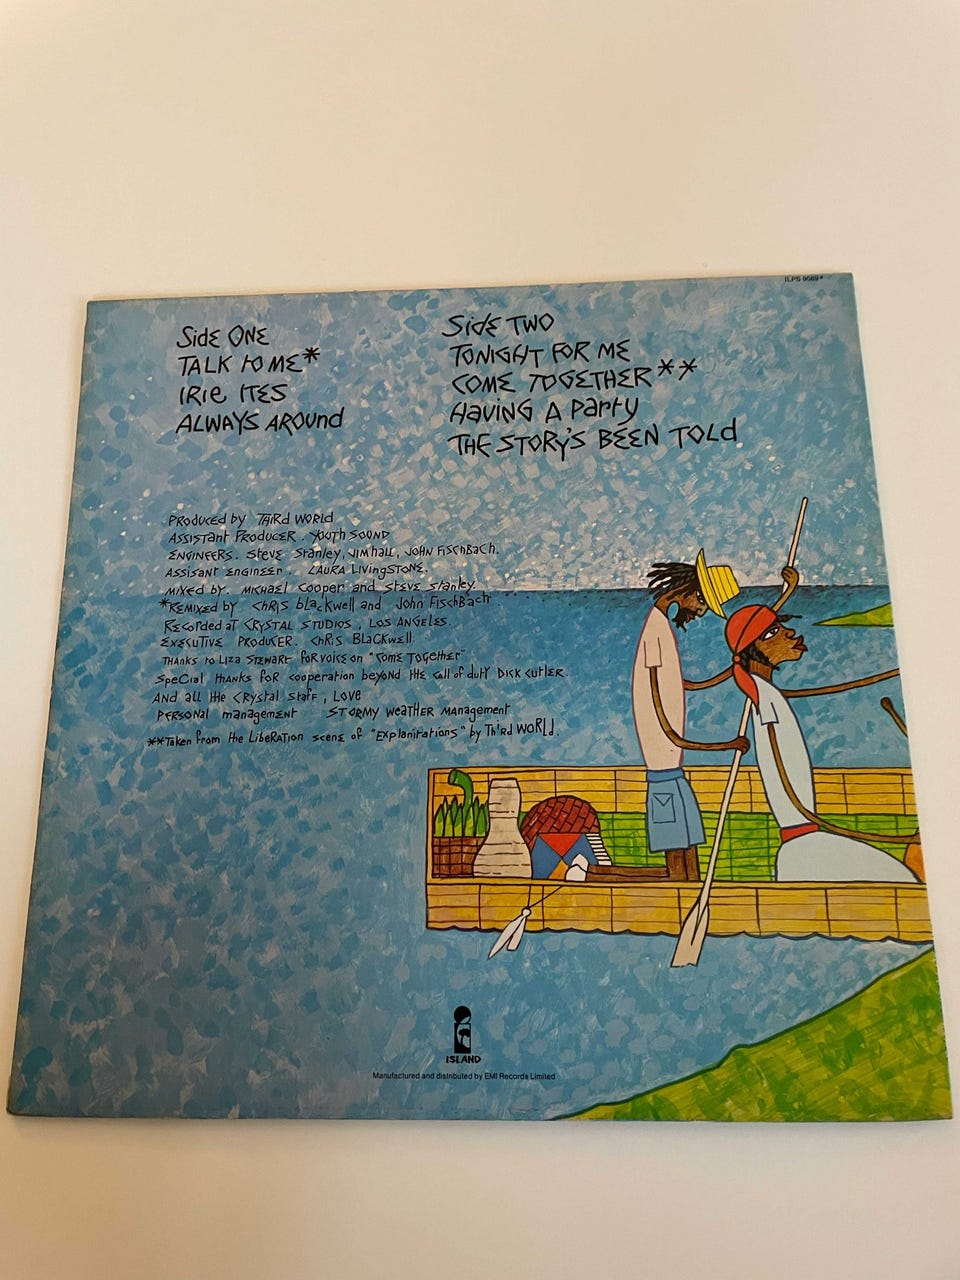 ILPS 9569*
Side ONE
TALK tO ME*
IRie ITES
ALWAYS AROUnd
SidE TWO
TONIGHT FOR ME
COME TOGETHER **
HAVING A PARTY
THE STORY'S BEEN TOLd
PRODUCED by THIRd WORLd
ASSISTANT PRODUCER . YOUTH SOUND
ENGINEERS. STEVE STANLEY, JIM HALL, JOHN FISCHBACH.
ASSISANT ENGINEER . LAURA LIVINGSTONE.
MIXED by. MICHAEL COOPER and STEVE STANLEY.
*REMIXED by CHRIS bLACKWELL and JOHN FISCHBACH
RECORDED AT CRYSTAL STUDIOS, LOS ANGELES.
EXECUTIVE PRODUCER. CHRIS BLACKWELL.
THANKS to LIZA STEWART for voice on "COME TOGETHER"
SPECIAL THANKS FOR cooperation beyond the call of duty DICK CUTLER.
And all the CRYSTAL STAFF, LOVE
PERSONAL management STORMY WEATHER MANAGEMENT
**Taken from the LIBERATION scene of "Explanitations" by Third WORLd.
ISLAND
Manufactured and distributed by EMI Records Limited